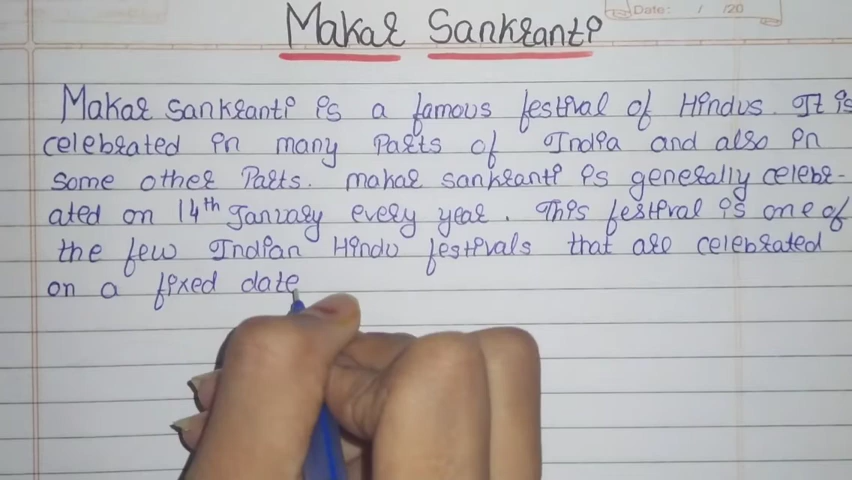 Date: / /20
Makar Sankranti
Makar Sankranti is a famous festival of Hindus. It is
celebrated in many Parts of India and also in
some other Parts. Makar sankranti is generally celebr-
ated on 14th January every year. This festival is one of
the few Indian Hindu festivals that are celebrated
on a fixed date